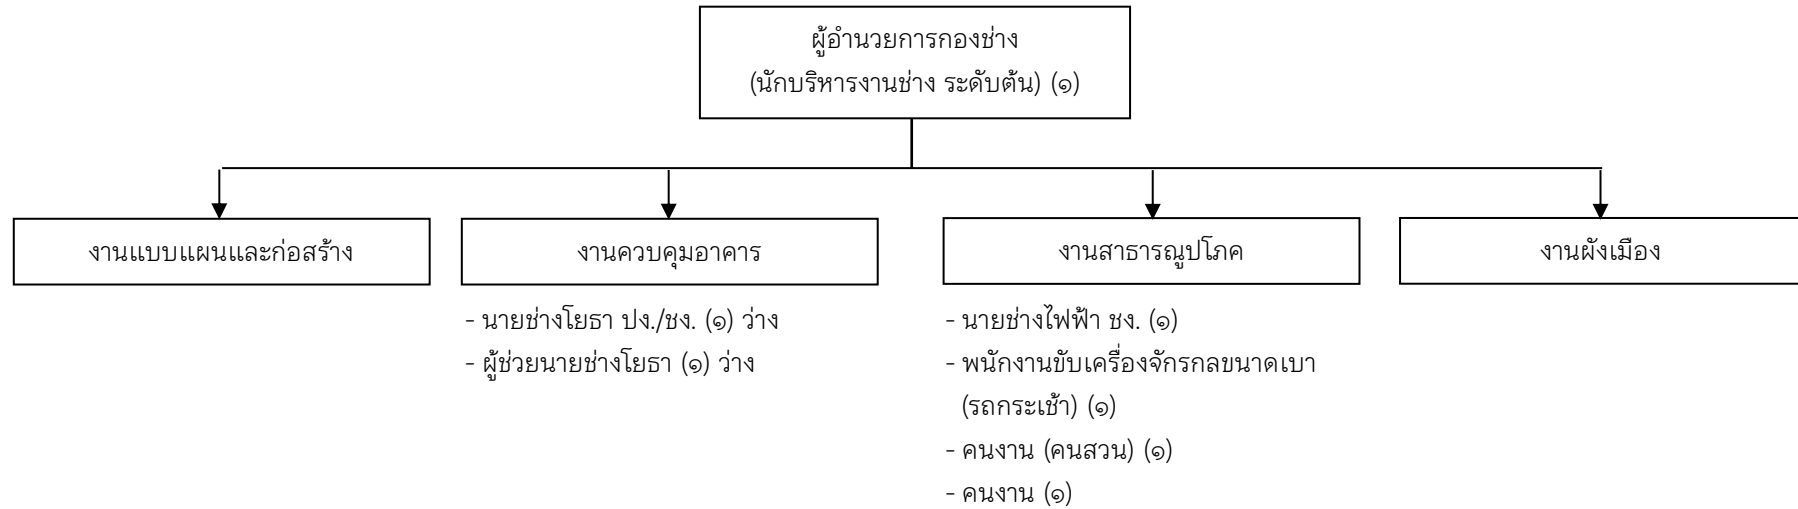 ผู้อำนวยการกองช่าง
(นักบริหารงานช่าง ระดับต้น) (๑)
งานแบบแผนและก่อสร้าง
งานควบคุมอาคาร
- นายช่างโยธา ปง./ชง. (๑) ว่าง
- ผู้ช่วยนายช่างโยธา (๑) ว่าง
งานสาธารณูปโภค
- นายช่างไฟฟ้า ชง. (๑)
- พนักงานขับเครื่องจักรกลขนาดเบา
(รถกระเช้า) (๑)
- คนงาน (คนสวน) (๑)
- คนงาน (๑)
งานผังเมือง